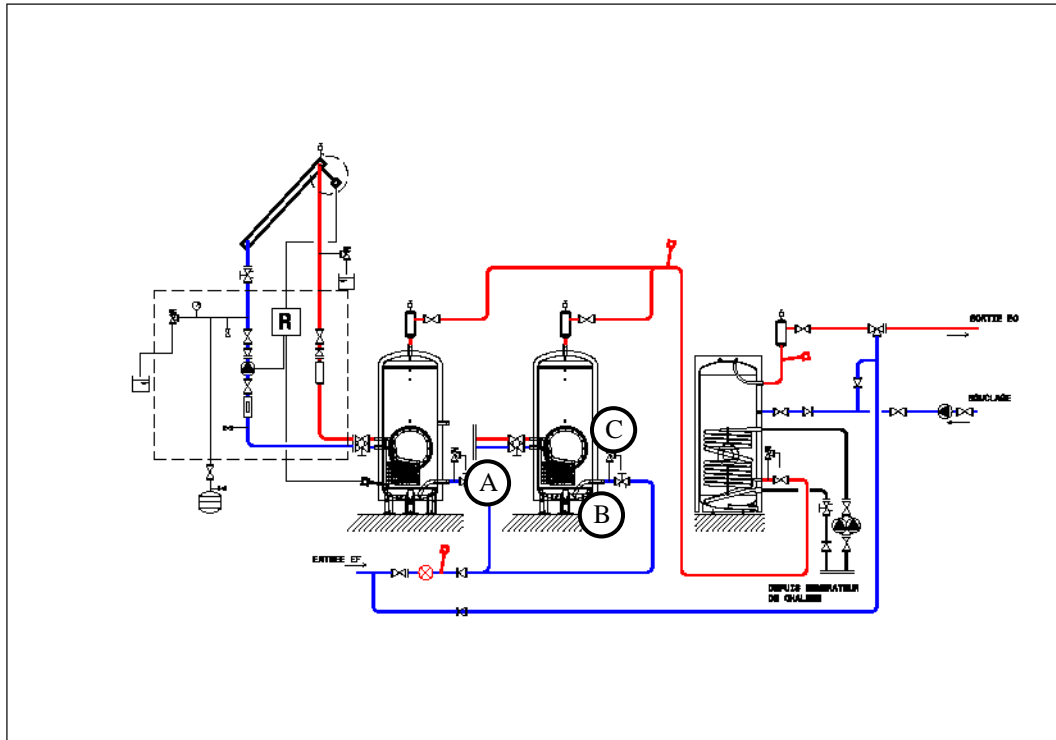 R
SORTIE EC
BOUCLAGE
C
A
B
ENTREE EF
DEPUIS GENERATEUR
DE CHALEUR